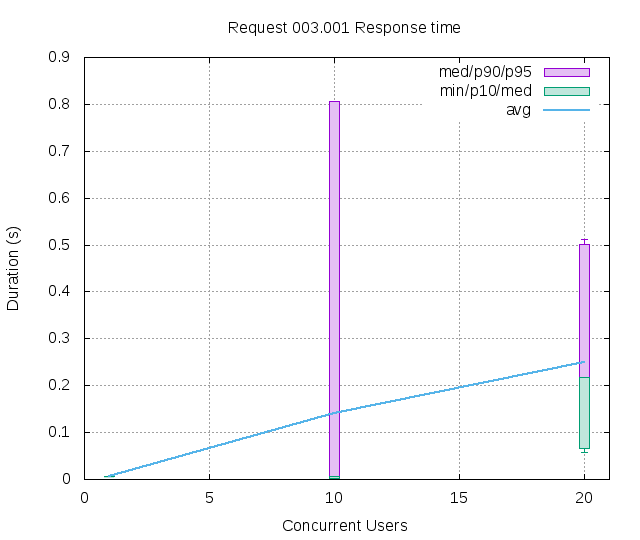 Request 003.001 Response time
med/p90/p95
min/p10/med
avg
Duration (s)
0.9
0.8
0.7
0.6
0.5
0.4
0.3
0.2
0.1
0
0 5 10 15 20
Concurrent Users